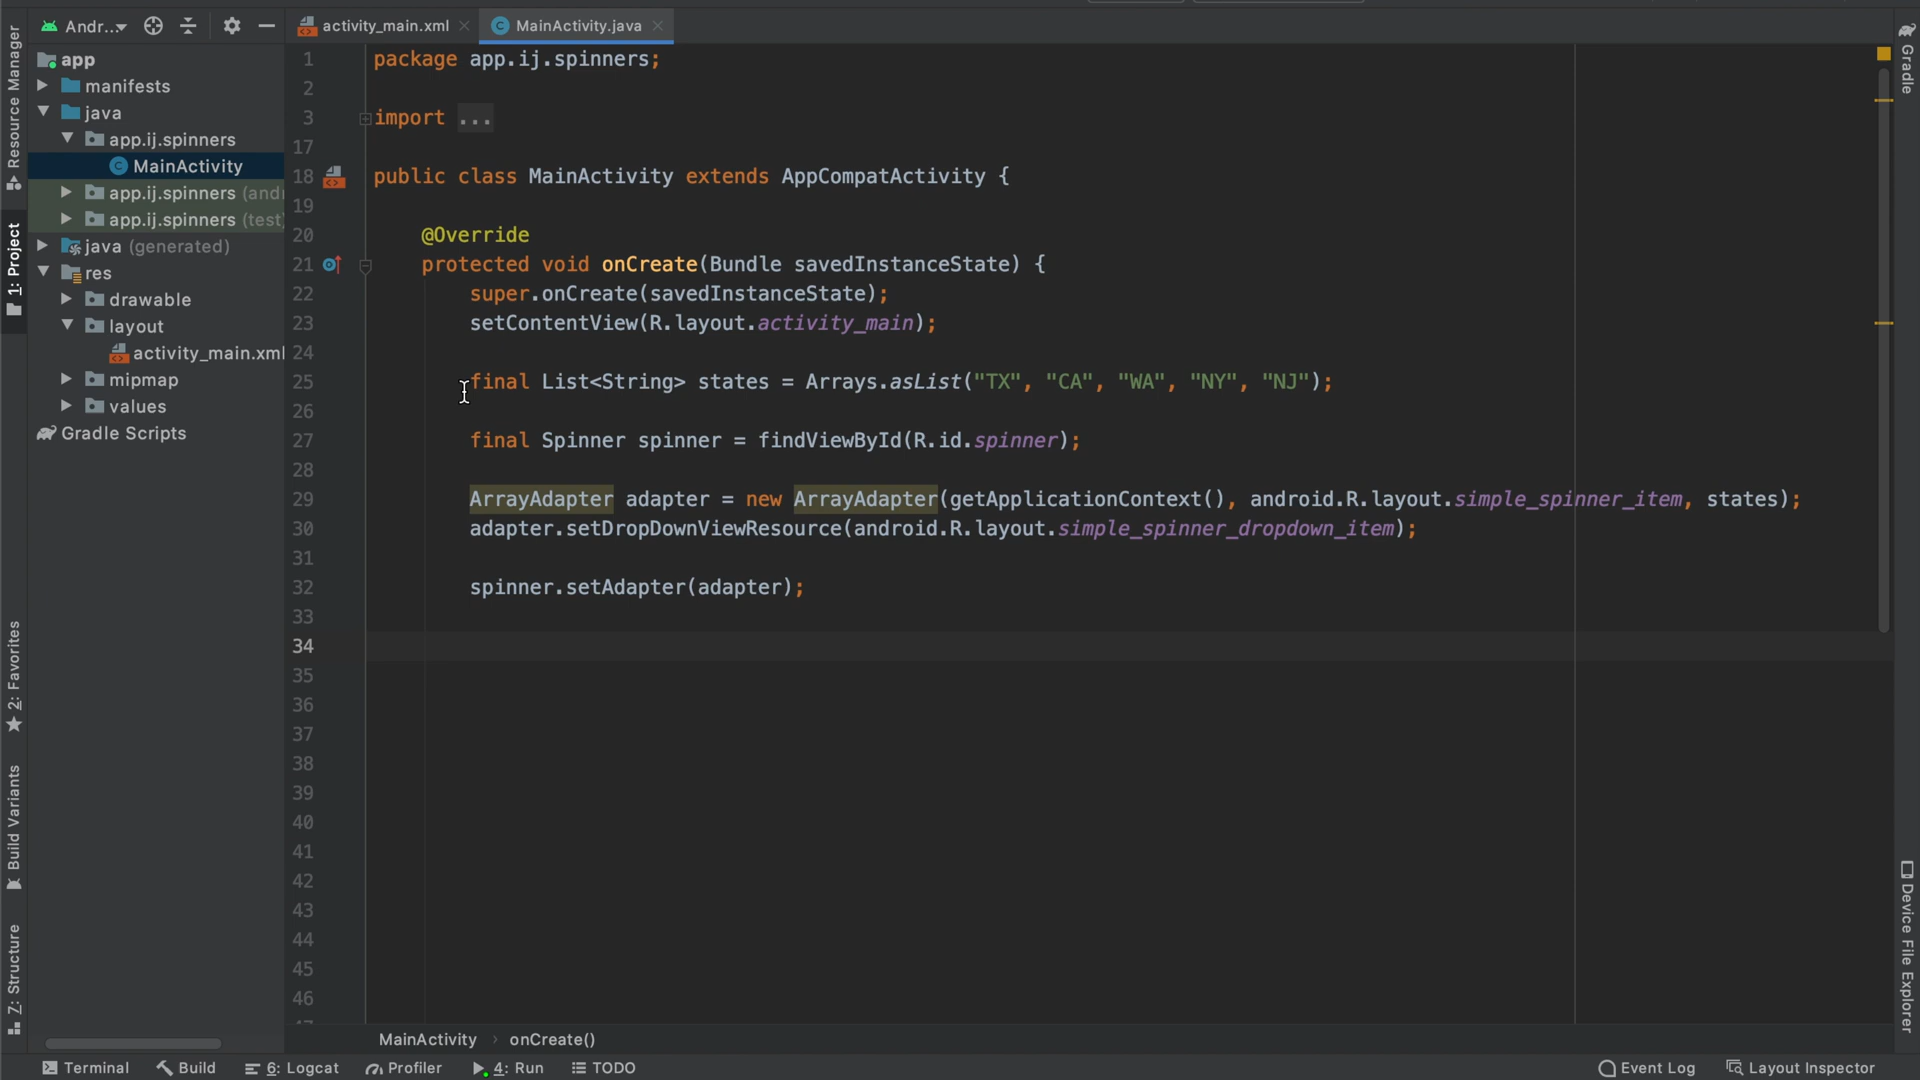 Andr...
activity_main.xml
MainActivity.java
Resource Manager
1: Project
2: Favorites
Build Variants
Z: Structure
app
manifests
java
app.ij.spinners
MainActivity
app.ij.spinners (and
app.ij.spinners (test
java (generated)
res
drawable
layout
activity_main.xml
mipmap
values
Gradle Scripts
1 package app.ij.spinners;
2
3 import ...
17
18 public class MainActivity extends AppCompatActivity {
19
20 @Override
21 protected void onCreate(Bundle savedInstanceState) {
22 super.onCreate(savedInstanceState);
23 setContentView(R.layout.activity_main);
24
25 final List<String> states = Arrays.asList("TX", "CA", "WA", "NY", "NJ");
26
27 final Spinner spinner = findViewById(R.id.spinner);
28
29 ArrayAdapter adapter = new ArrayAdapter(getApplicationContext(), android.R.layout.simple_spinner_item, states);
30 adapter.setDropDownViewResource(android.R.layout.simple_spinner_dropdown_item);
31
32 spinner.setAdapter(adapter);
33
34
35
36
37
38
39
40
41
42
43
44
45
46
Gradle
Device File Explorer
MainActivity › onCreate()
Terminal
Build
6: Logcat
Profiler
4: Run
TODO
Event Log
Layout Inspector